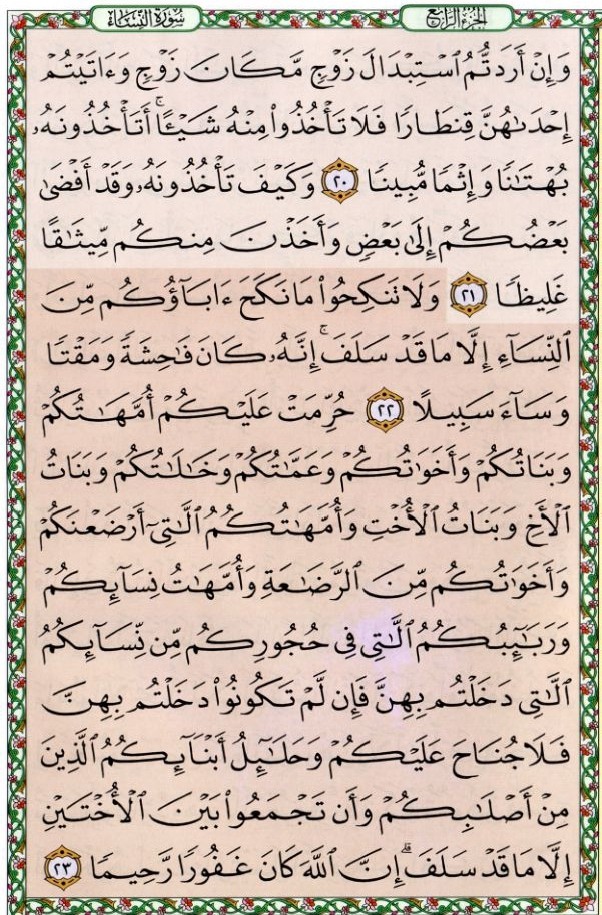 الجزء الرابع
سورة النساء
وَإِنْ أَرَدتُّمُ ٱسْتِبْدَالَ زَوْجٍ مَّكَانَ زَوْجٍ وَءَاتَيْتُمْ
إِحْدَىٰهُنَّ قِنطَارًا فَلَا تَأْخُذُوا۟ مِنْهُ شَيْـًٔا ۚ أَتَأْخُذُونَهُۥ
بُهْتَـٰنًا وَإِثْمًا مُّبِينًا ٢٠ وَكَيْفَ تَأْخُذُونَهُۥ وَقَدْ أَفْضَىٰ
بَعْضُكُمْ إِلَىٰ بَعْضٍ وَأَخَذْنَ مِنكُم مِّيثَـٰقًا
غَلِيظًا ٢١ وَلَا تَنكِحُوا۟ مَا نَكَحَ ءَابَآؤُكُم مِّنَ
ٱلنِّسَآءِ إِلَّا مَا قَدْ سَلَفَ ۚ إِنَّهُۥ كَانَ فَـٰحِشَةً وَمَقْتًا
وَسَآءَ سَبِيلًا ٢٢ حُرِّمَتْ عَلَيْكُمْ أُمَّهَـٰتُكُمْ
وَبَنَاتُكُمْ وَأَخَوَٰتُكُمْ وَعَمَّـٰتُكُمْ وَخَـٰلَـٰتُكُمْ وَبَنَاتُ
ٱلْأَخِ وَبَنَاتُ ٱلْأُخْتِ وَأُمَّهَـٰتُكُمُ ٱلَّـٰتِىٓ أَرْضَعْنَكُمْ
وَأَخَوَٰتُكُم مِّنَ ٱلرَّضَـٰعَةِ وَأُمَّهَـٰتُ نِسَآئِكُمْ
وَرَبَـٰٓئِبُكُمُ ٱلَّـٰتِى فِى حُجُورِكُم مِّن نِّسَآئِكُمُ
ٱلَّـٰتِى دَخَلْتُم بِهِنَّ فَإِن لَّمْ تَكُونُوا۟ دَخَلْتُم بِهِنَّ
فَلَا جُنَاحَ عَلَيْكُمْ وَحَلَـٰٓئِلُ أَبْنَآئِكُمُ ٱلَّذِينَ
مِنْ أَصْلَـٰبِكُمْ وَأَن تَجْمَعُوا۟ بَيْنَ ٱلْأُخْتَيْنِ
إِلَّا مَا قَدْ سَلَفَ ۗ إِنَّ ٱللَّهَ كَانَ غَفُورًا رَّحِيمًا ٢٣